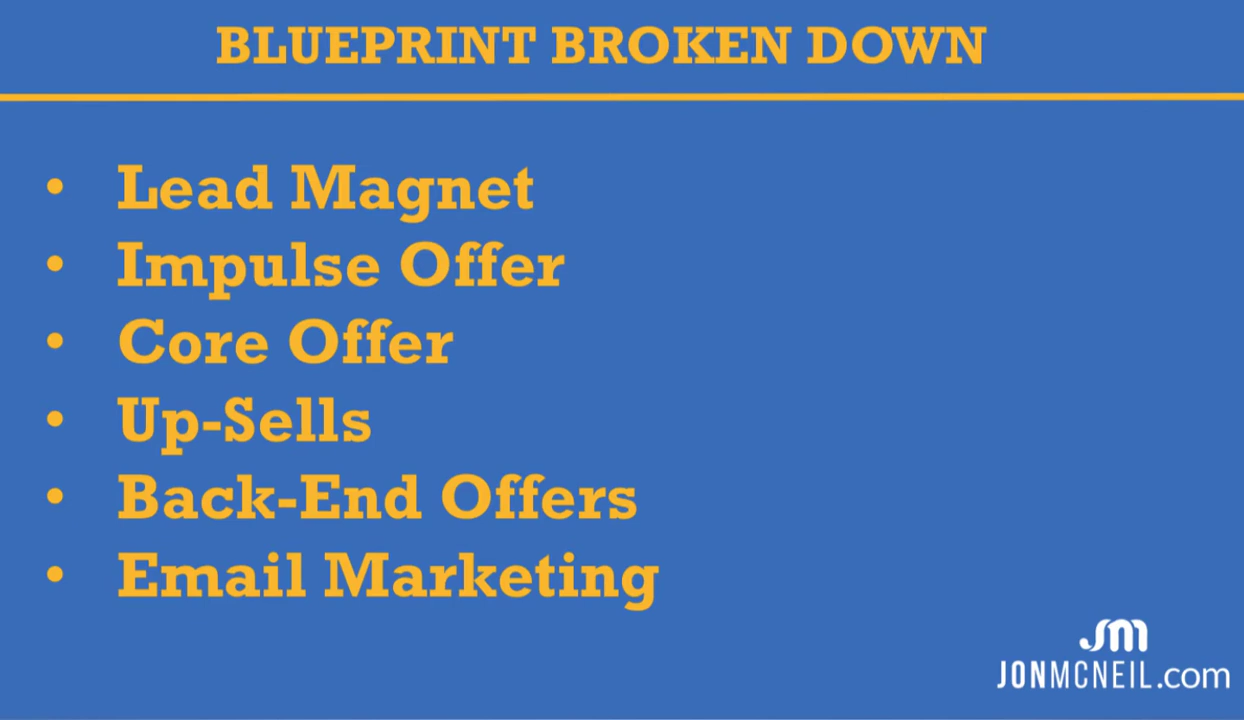 BLUEPRINT BROKEN DOWN
• Lead Magnet
• Impulse Offer
• Core Offer
• Up-Sells
• Back-End Offers
• Email Marketing
JM
JONMCNEIL.com